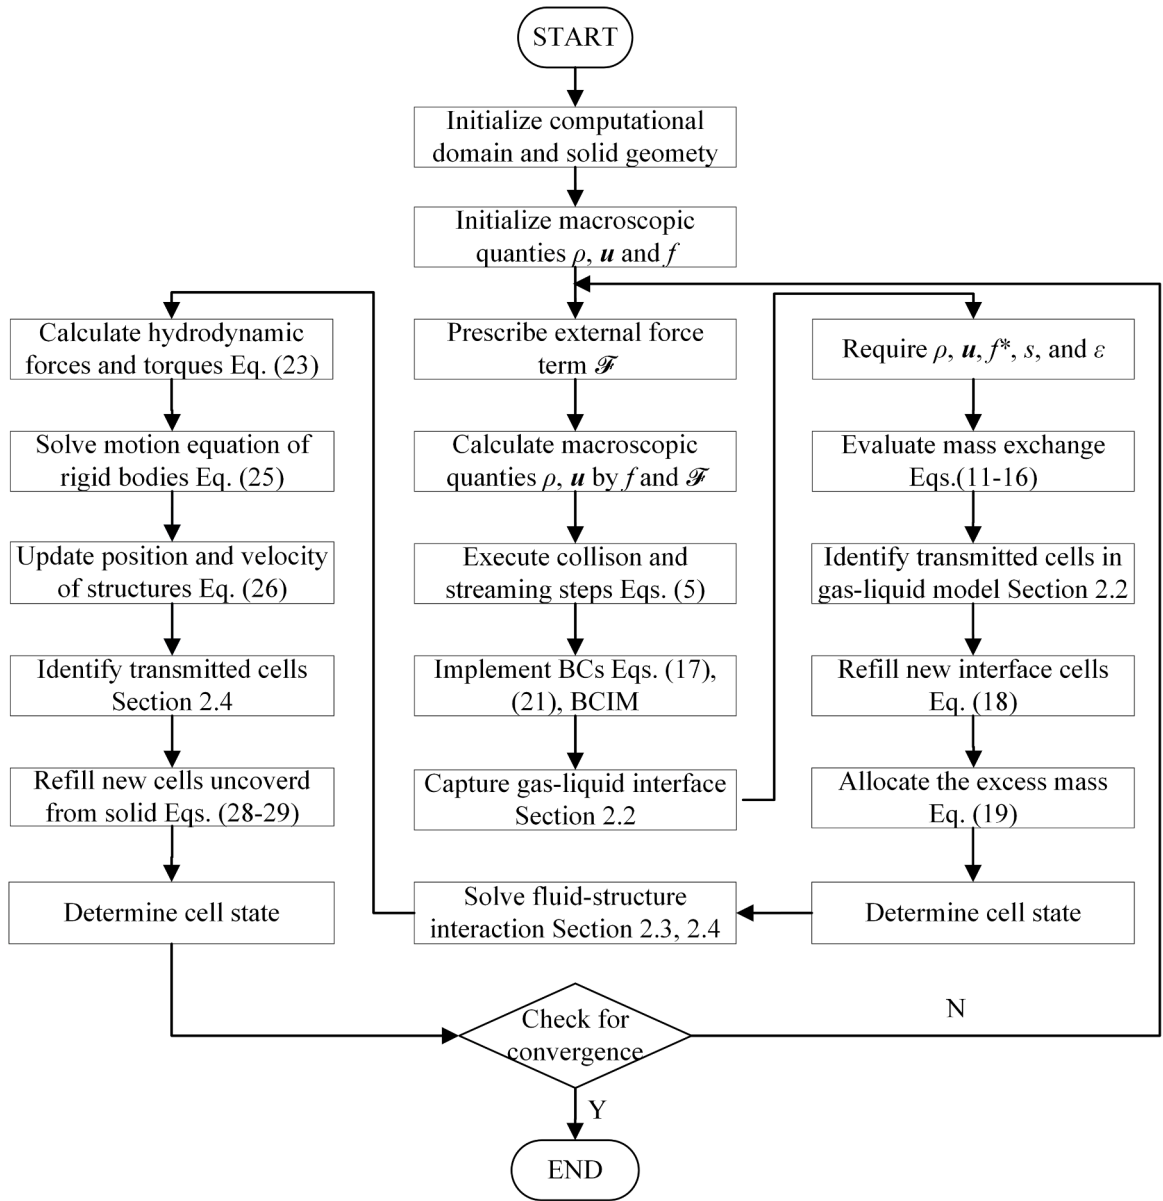 START
Initialize computational
domain and solid geomety
Initialize macroscopic
quanties ρ, u and f
Calculate hydrodynamic
forces and torques Eq. (23)
Solve motion equation of
rigid bodies Eq. (25)
Update position and velocity
of structures Eq. (26)
Identify transmitted cells
Section 2.4
Refill new cells uncoverd
from solid Eqs. (28-29)
Determine cell state
Prescribe external force
term ℱ
Calculate macroscopic
quanties ρ, u by f and ℱ
Execute collison and
streaming steps Eqs. (5)
Implement BCs Eqs. (17),
(21), BCIM
Capture gas-liquid interface
Section 2.2
Solve fluid-structure
interaction Section 2.3, 2.4
Require ρ, u, f*, s, and ε
Evaluate mass exchange
Eqs.(11-16)
Identify transmitted cells in
gas-liquid model Section 2.2
Refill new interface cells
Eq. (18)
Allocate the excess mass
Eq. (19)
Determine cell state
Check for
convergence
N
Y
END